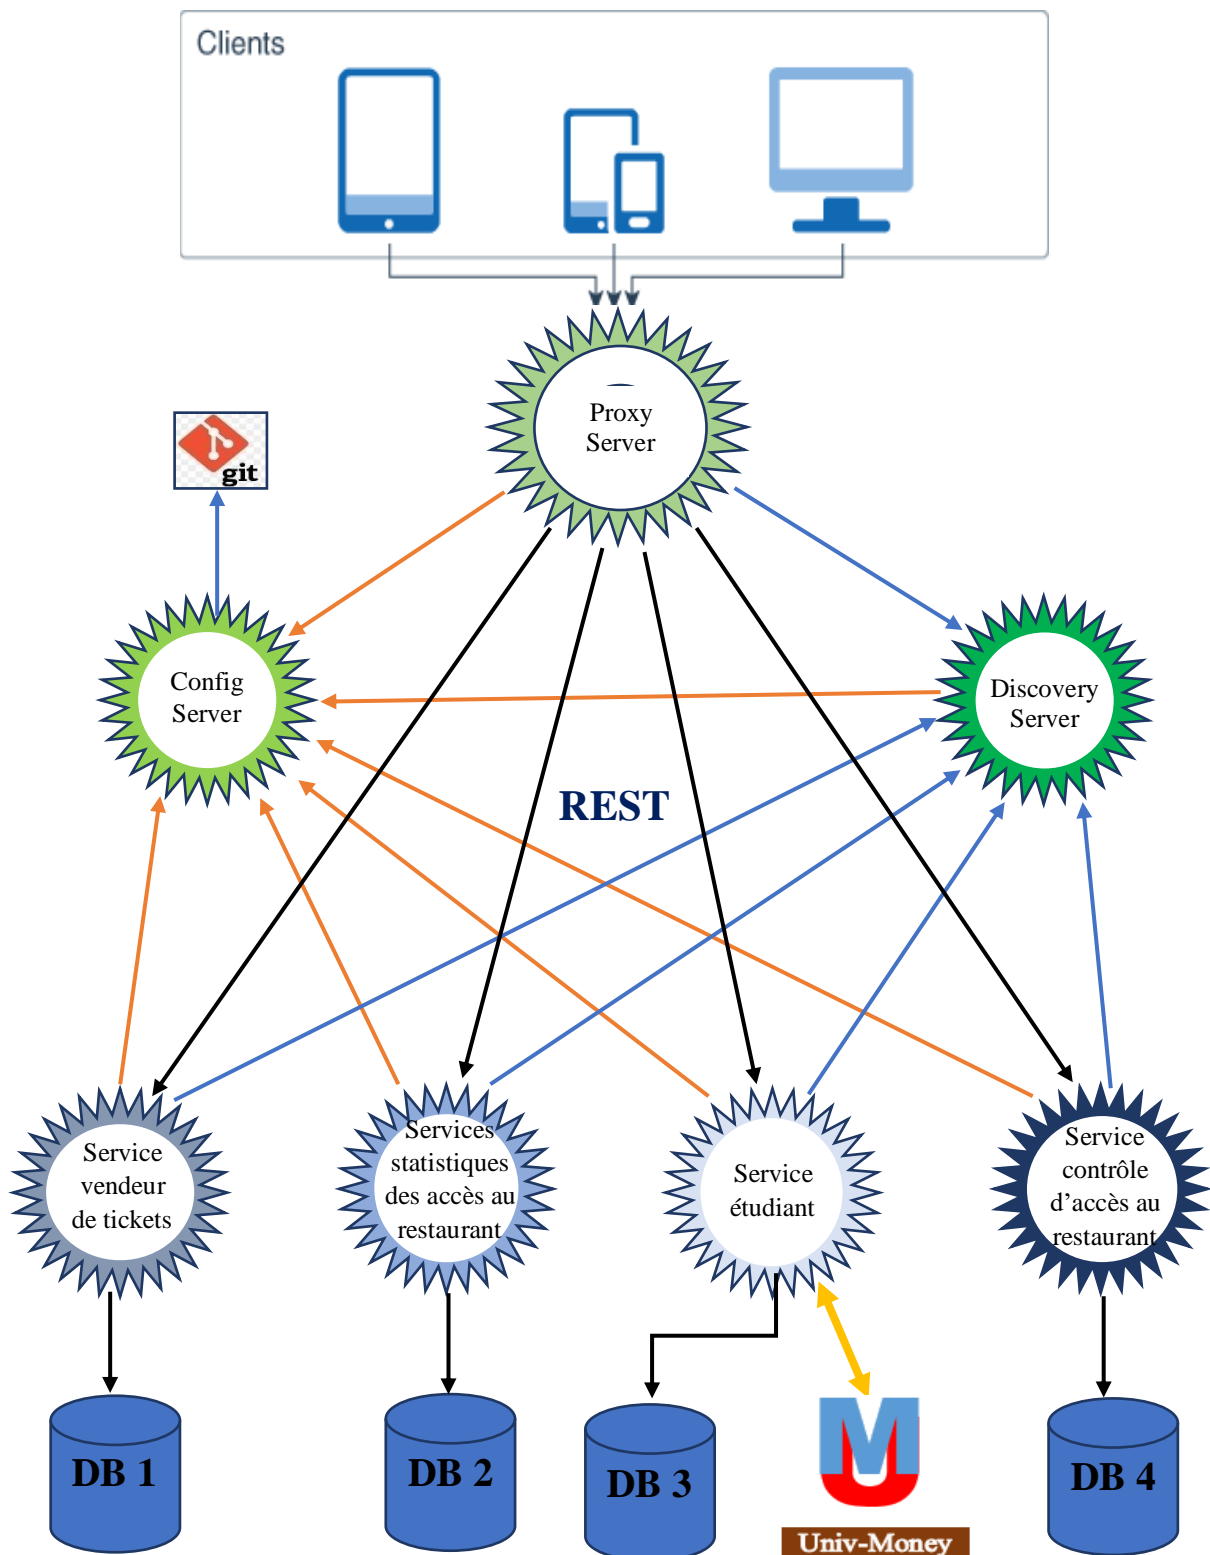 Clients
Proxy
Server
git
Config
Server
Discovery
Server
REST
Service
vendeur
de tickets
Services
statistiques
des accès au
restaurant
Service
étudiant
Service
contrôle
d’accès au
restaurant
DB 1
DB 2
DB 3
DB 4
Univ-Money